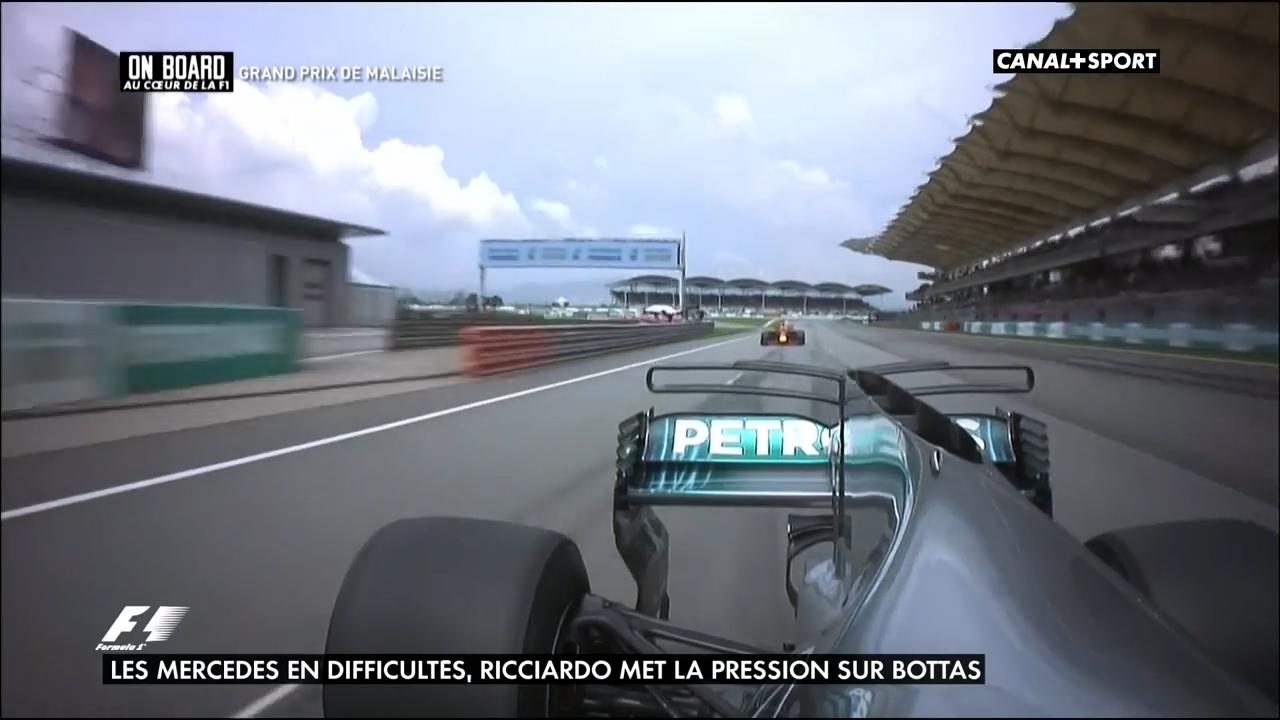 ON BOARD
AU CŒUR DE LA F1
GRAND PRIX DE MALAISIE
CANAL+SPORT
PETR
S
F1
Formula 1
LES MERCEDES EN DIFFICULTÉS, RICCIARDO MET LA PRESSION SUR BOTTAS